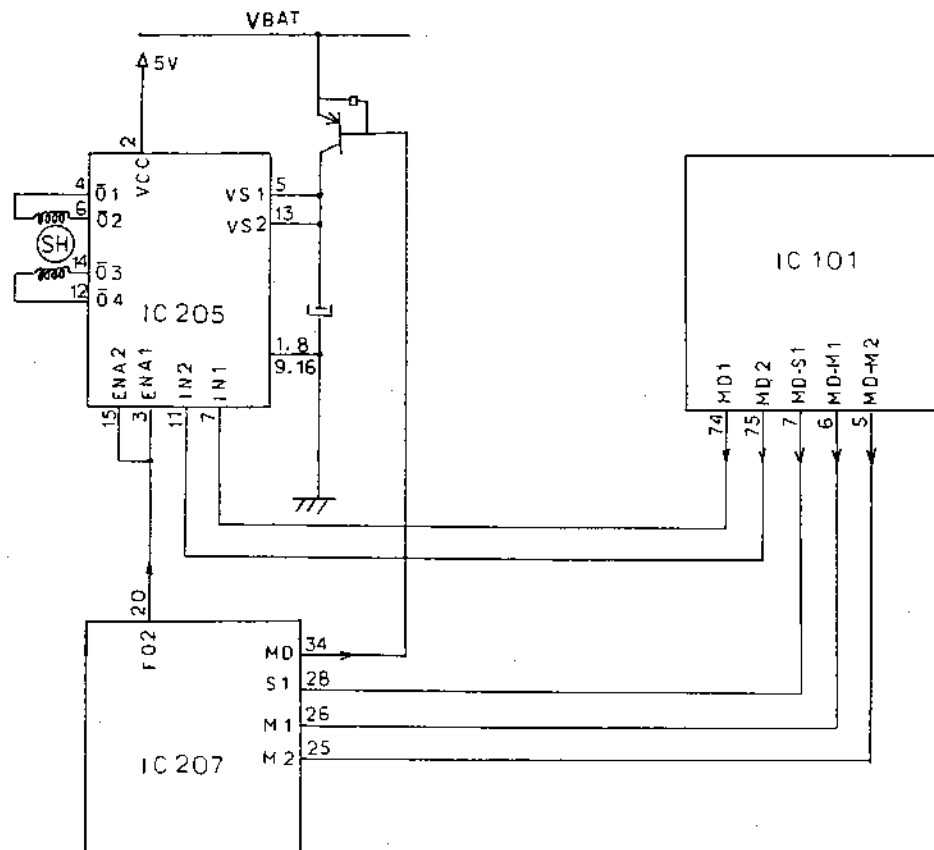 VBAT
5V
2
VCC
4 Ō1
6 Ō2
SH
14 Ō3
12 Ō4
VS1 5
VS2 13
IC205
1.8
9.16
ENA2
ENA1
IN2
IN1
15
3
11
7
IC101
MD1
MD2
MD-S1
MD-M1
MD-M2
74
75
7
6
5
20
FO2
MD 34
S1 28
M1 26
M2 25
IC207